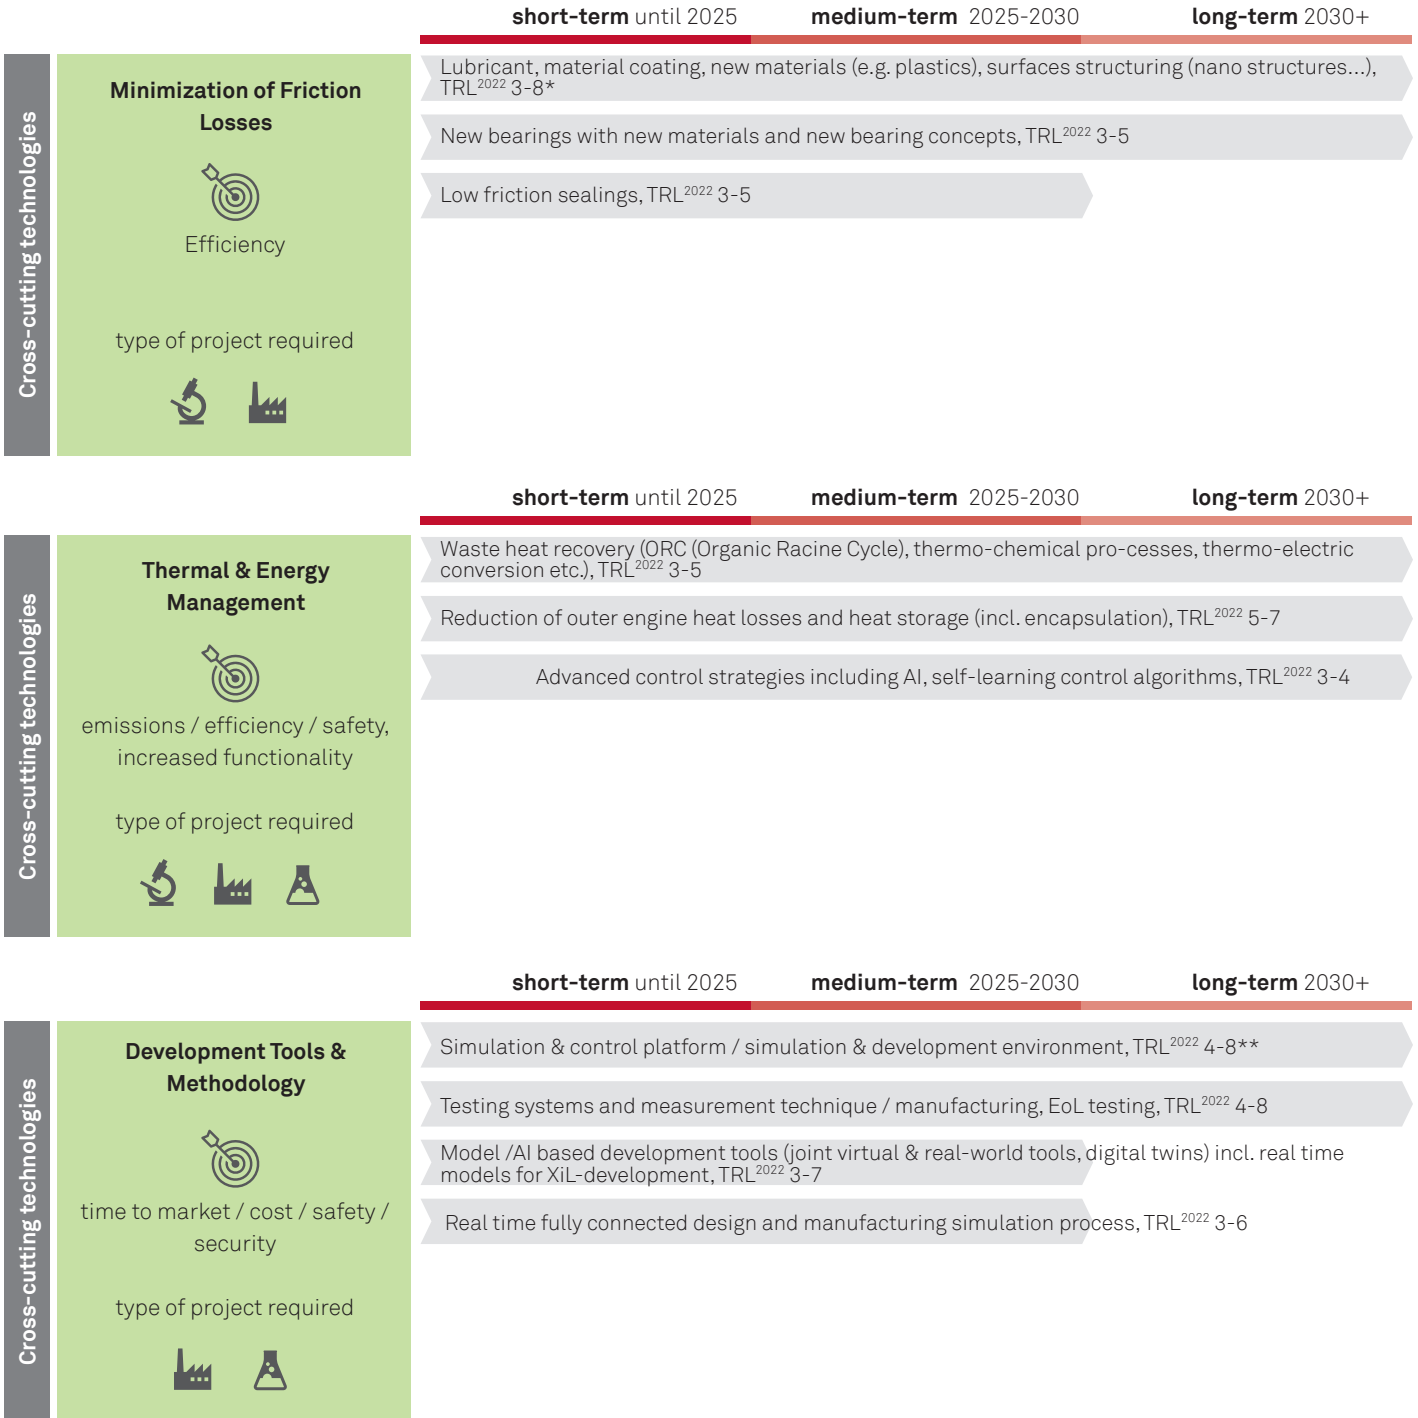 short-term until 2025 medium-term 2025-2030 long-term 2030+
Cross-cutting technologies
Minimization of Friction
Losses
Efficiency
type of project required
Lubricant, material coating, new materials (e.g. plastics), surfaces structuring (nano structures...),
TRL2022 3-8*
New bearings with new materials and new bearing concepts, TRL2022 3-5
Low friction sealings, TRL2022 3-5
short-term until 2025 medium-term 2025-2030 long-term 2030+
Cross-cutting technologies
Thermal & Energy
Management
emissions / efficiency / safety,
increased functionality
type of project required
Waste heat recovery (ORC (Organic Racine Cycle), thermo-chemical pro-cesses, thermo-electric
conversion etc.), TRL2022 3-5
Reduction of outer engine heat losses and heat storage (incl. encapsulation), TRL2022 5-7
Advanced control strategies including AI, self-learning control algorithms, TRL2022 3-4
short-term until 2025 medium-term 2025-2030 long-term 2030+
Cross-cutting technologies
Development Tools &
Methodology
time to market / cost / safety /
security
type of project required
Simulation & control platform / simulation & development environment, TRL2022 4-8**
Testing systems and measurement technique / manufacturing, EoL testing, TRL2022 4-8
Model /AI based development tools (joint virtual & real-world tools, digital twins) incl. real time
models for XiL-development, TRL2022 3-7
Real time fully connected design and manufacturing simulation process, TRL2022 3-6